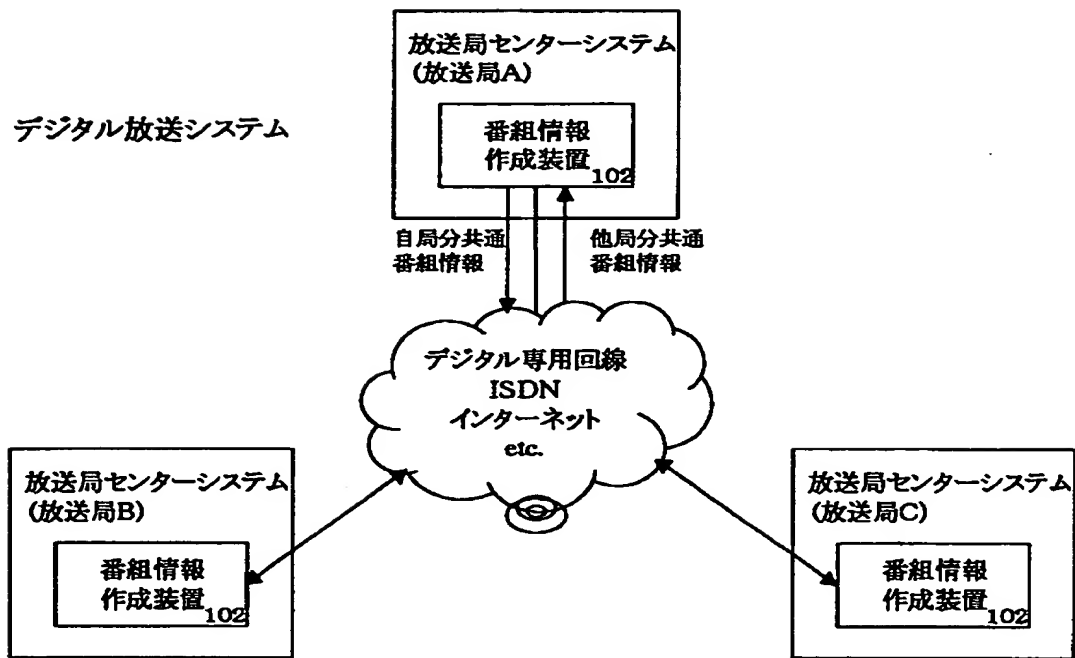 放送局センターシステム
(放送局A)
デジタル放送システム
番組情報
作成装置
102
自局分共通
番組情報
他局分共通
番組情報
デジタル専用回線
ISDN
インターネット
etc.
放送局センターシステム
(放送局B)
番組情報
作成装置
102
放送局センターシステム
(放送局C)
番組情報
作成装置
102